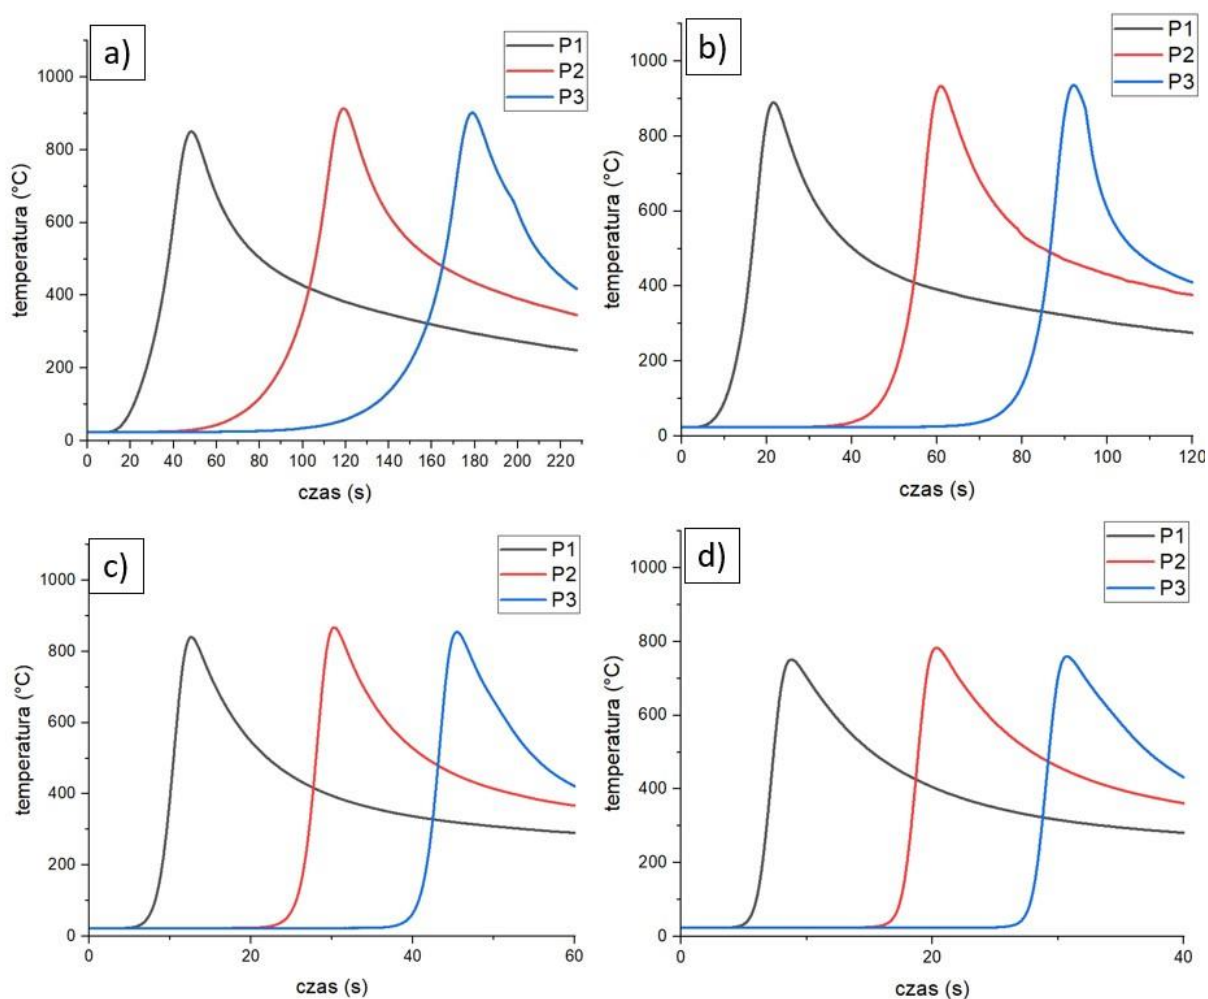 a)
P1
P2
P3
1000
800
600
400
200
0
temperatura (°C)
0 20 40 60 80 100 120 140 160 180 200 220
czas (s)
b)
P1
P2
P3
1000
800
600
400
200
0
temperatura (°C)
0 20 40 60 80 100 120
czas (s)
c)
P1
P2
P3
1000
800
600
400
200
0
temperatura (°C)
0 20 40 60
czas (s)
d)
P1
P2
P3
1000
800
600
400
200
0
temperatura (°C)
0 20 40
czas (s)